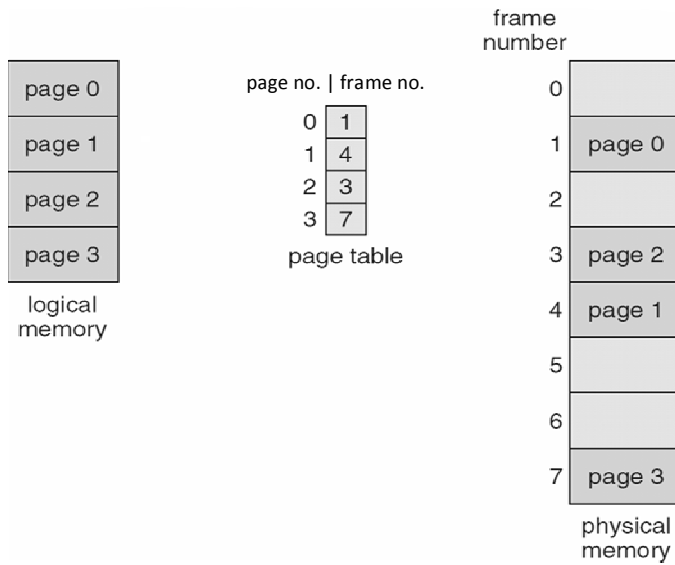 frame
number
page 0
page 1
page 2
page 3
logical
memory
page no. | frame no.
0 1
1 4
2 3
3 7
page table
0
1 page 0
2
3 page 2
4 page 1
5
6
7 page 3
physical
memory